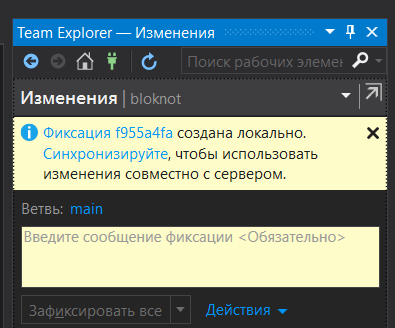 Team Explorer — Изменения
Поиск рабочих элемен
Изменения | bloknot
Фиксация f955a4fa создана локально.
Синхронизируйте, чтобы использовать
изменения совместно с сервером.
Ветвь: main
Введите сообщение фиксации <Обязательно>
Зафиксировать все
Действия